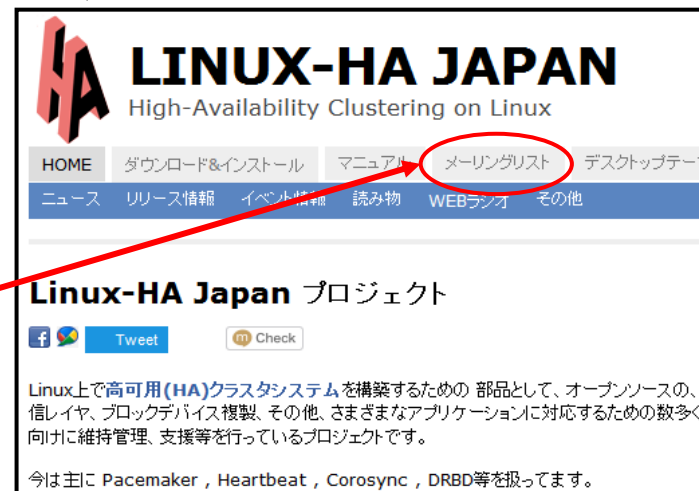 HA
LINUX-HA JAPAN
High-Availability Clustering on Linux
HOME ダウンロード&インストール マニュアル メーリングリスト デスクトップテーマ
ニュース リリース情報 イベント情報 読み物 WEBラジオ その他
Linux-HA Japan プロジェクト
f Tweet m Check
Linux上で高可用(HA)クラスタシステムを構築するための 部品として、オープンソースの、
信レイヤ、ブロックデバイス複製、その他、さまざまなアプリケーションに対応するための数多く
向けに維持管理、支援等を行っているプロジェクトです。
今は主に Pacemaker , Heartbeat , Corosync , DRBD等を扱ってます。